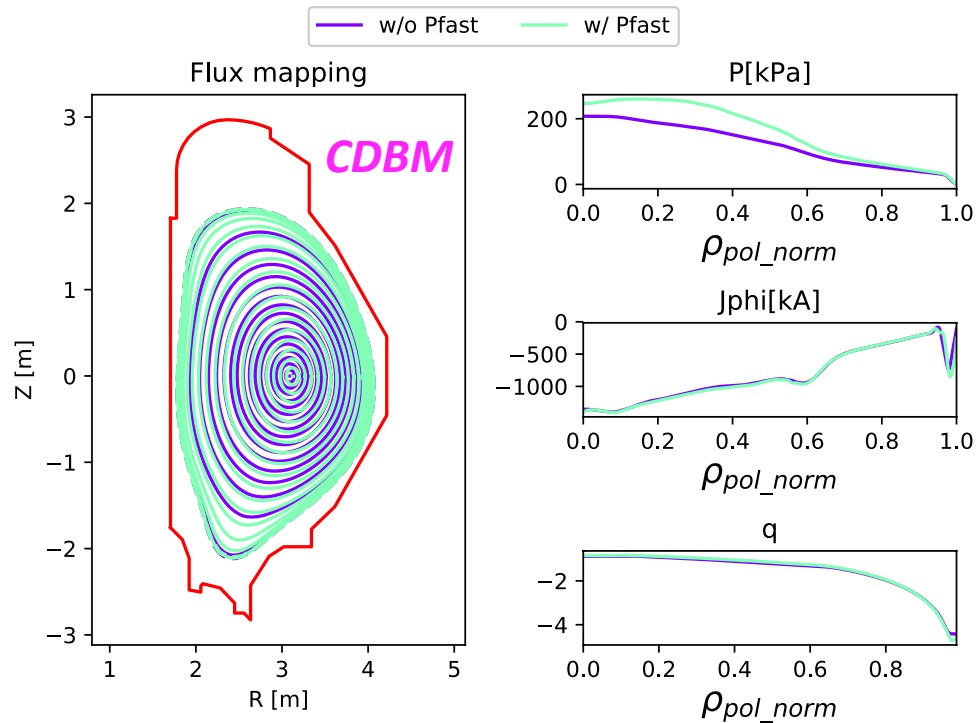 w/o Pfast w/ Pfast
Flux mapping
CDBM
3
2
1
0
−1
−2
−3
Z [m]
1 2 3 4 5
R [m]
P[kPa]
200
0
0.0 0.2 0.4 0.6 0.8 1.0
ρpol_norm
Jphi[kA]
0
−500
−1000
0.0 0.2 0.4 0.6 0.8 1.0
ρpol_norm
q
−2
−4
0.0 0.2 0.4 0.6 0.8
ρpol_norm